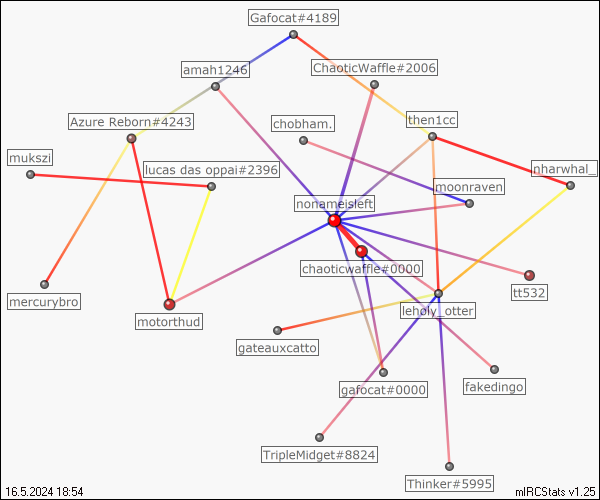 Gafocat#4189
amah1246
ChaoticWaffle#2006
Azure Reborn#4243
chobham.
then1cc
mukszi
lucas das oppai#2396
nharwhal_
moonraven
nonameisleft
chaoticwaffle#0000
mercurybro
tt532
motorthud
leholy_otter
gateauxcatto
gafocat#0000
fakedingo
TripleMidget#8824
Thinker#5995
16.5.2024 18:54
mIRCStats v1.25